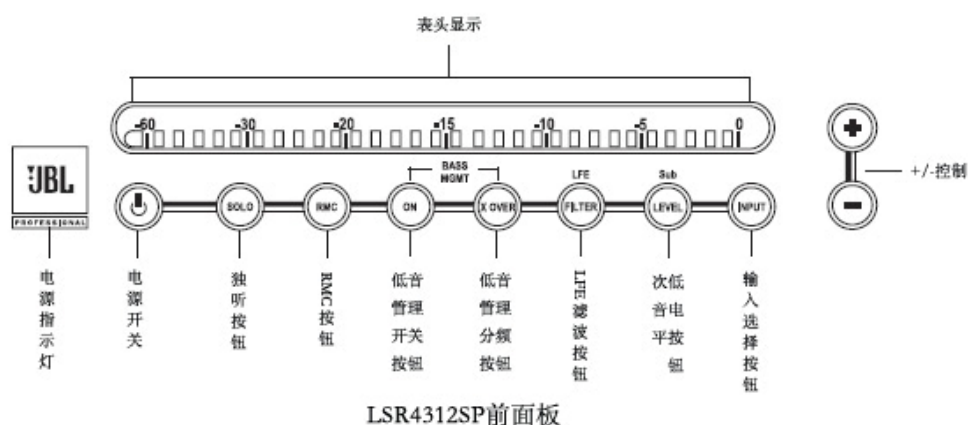 表头显示
-60 -30 -20 -15 -10 -5 0
BASS
MGMT
LFE
Sub
JBL
PROFESSIONAL
SOLO
RMC
ON
X OVER
FILTER
LEVEL
INPUT
+/-控制
电源指示灯
电源开关
独听按钮
RMC按钮
低音管理开关按钮
低音管理分频按钮
LFE滤波按钮
次低音电平按钮
输入选择按钮
LSR4312SP前面板